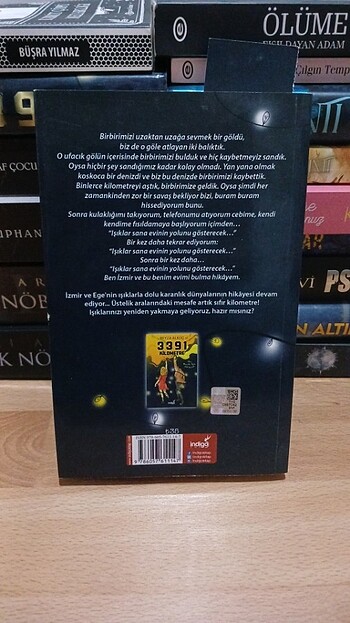 BÜŞRA YILMAZ
ÖLÜME
FISILDAYAN ADAM
Çılgın Tempo
Birbirimizi uzaktan uzağa sevmek bir göldü,
biz de o göle atlayan iki balıktık.
O ufacık gölün içerisinde birbirimizi bulduk ve hiç kaybetmeyiz sandık.
Oysa hiçbir şey sandığımız kadar kolay olmadı. Yan yana olmak
koskoca bir denizdi ve biz bu denizde birbirimizi kaybettik.
Binlerce kilometreyi aştık, birbirimize geldik. Oysa şimdi her
zamankinden zor bir savaş bekliyor bizi, buram buram
hissediyorum bunu.
Sonra kulaklığımı takıyorum, telefonumu atıyorum cebime, kendi
kendime fısıldamaya başlıyorum içimden…
“Işıklar sana evinin yolunu gösterecek…”
Bir kez daha tekrar ediyorum:
“Işıklar sana evinin yolunu gösterecek…”
Sonra bir kez daha…
“Işıklar sana evinin yolunu gösterecek…”
Ben İzmir ve bu benim evimi bulma hikâyem.
İzmir ve Ege'nin ışıklarla dolu karanlık dünyalarının hikâyesi devam
ediyor... Üstelik aralarındaki mesafe artık sıfır kilometre!
Işıklarınızı yeniden yakmaya geliyoruz, hazır mısınız?
3391
KİLOMETRE
₺38
indigo